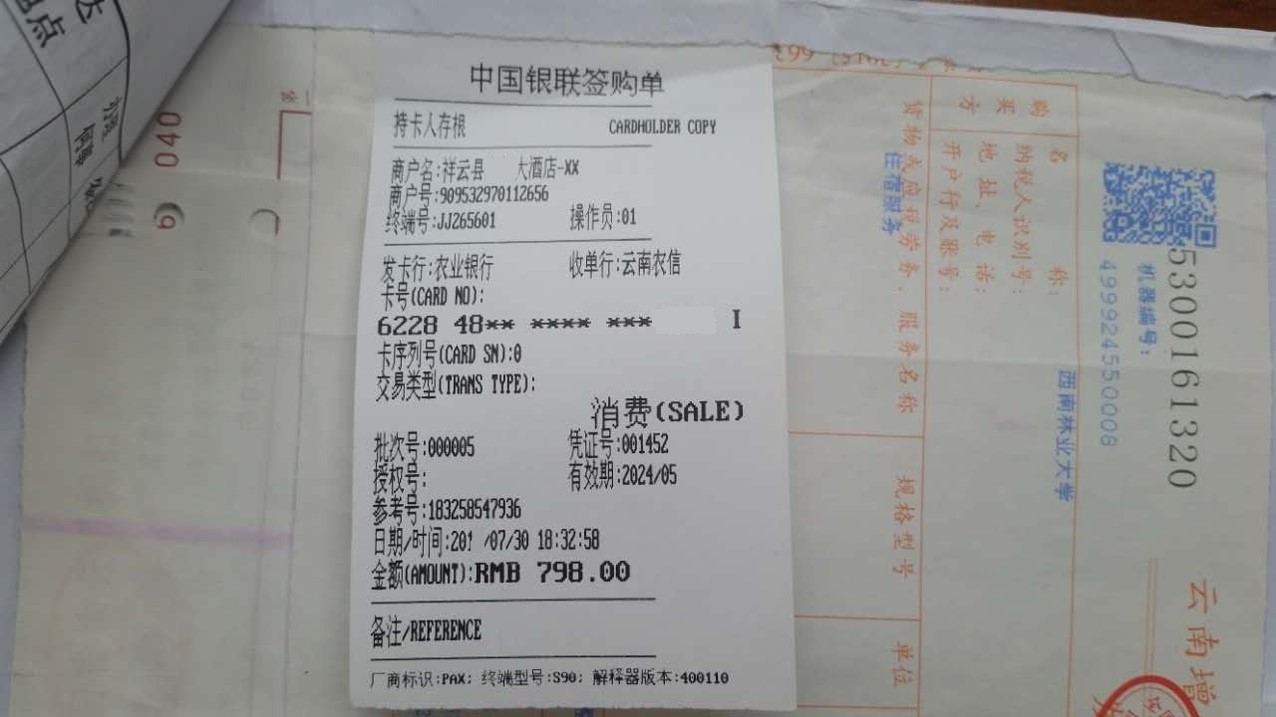 中国银联签购单
持卡人存根 CARDHOLDER COPY
商户名:祥云县 大酒店-XX
商户号:909532970112656
终端号:JJ265601 操作员:01
发卡行:农业银行 收单行:云南农信
卡号(CARD NO):
6228 48** **** *** I
卡序列号(CARD SN):0
交易类型(TRANS TYPE):
消费(SALE)
批次号:000005 凭证号:001452
授权号: 有效期:2024/05
参考号:183258547936
日期/时间:201 /07/30 18:32:58
金额(AMOUNT):RMB 798.00
备注/REFERENCE
厂商标识:PAX; 终端型号:S90; 解释器版本:400110
5300161320
云南增
机器编号:
499924550008
购买方
名称:
西南林业大学
纳税人识别号:
地址、电话:
开户行及账号:
货物或应税劳务、服务名称
规格型号
单位
住宿服务
040